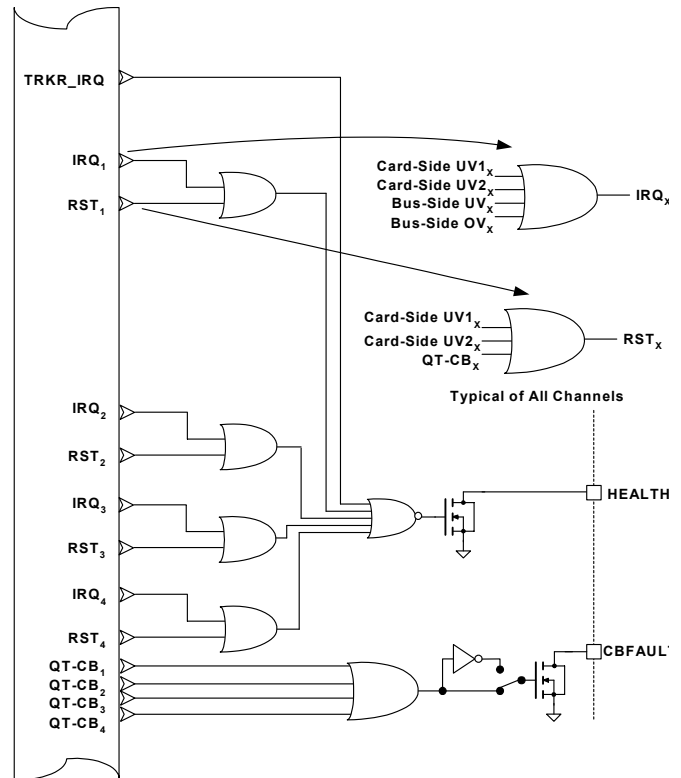 TRKR_IRQ
IRQ1
RST1
Card-Side UV1X
Card-Side UV2X
Bus-Side UVX
Bus-Side OVX
IRQX
Card-Side UV1X
Card-Side UV2X
QT-CBX
RSTX
Typical of All Channels
IRQ2
RST2
IRQ3
RST3
IRQ4
RST4
HEALTH
QT-CB1
QT-CB2
QT-CB3
QT-CB4
CBFAUL